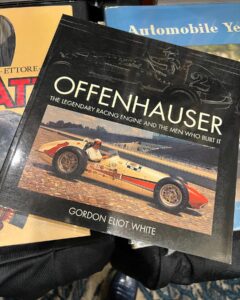 ETTORE
Automobile Ye
OFFENHAUSER
THE LEGENDARY RACING ENGINE AND THE MEN WHO BUILT IT
GORDON ELIOT WHITE